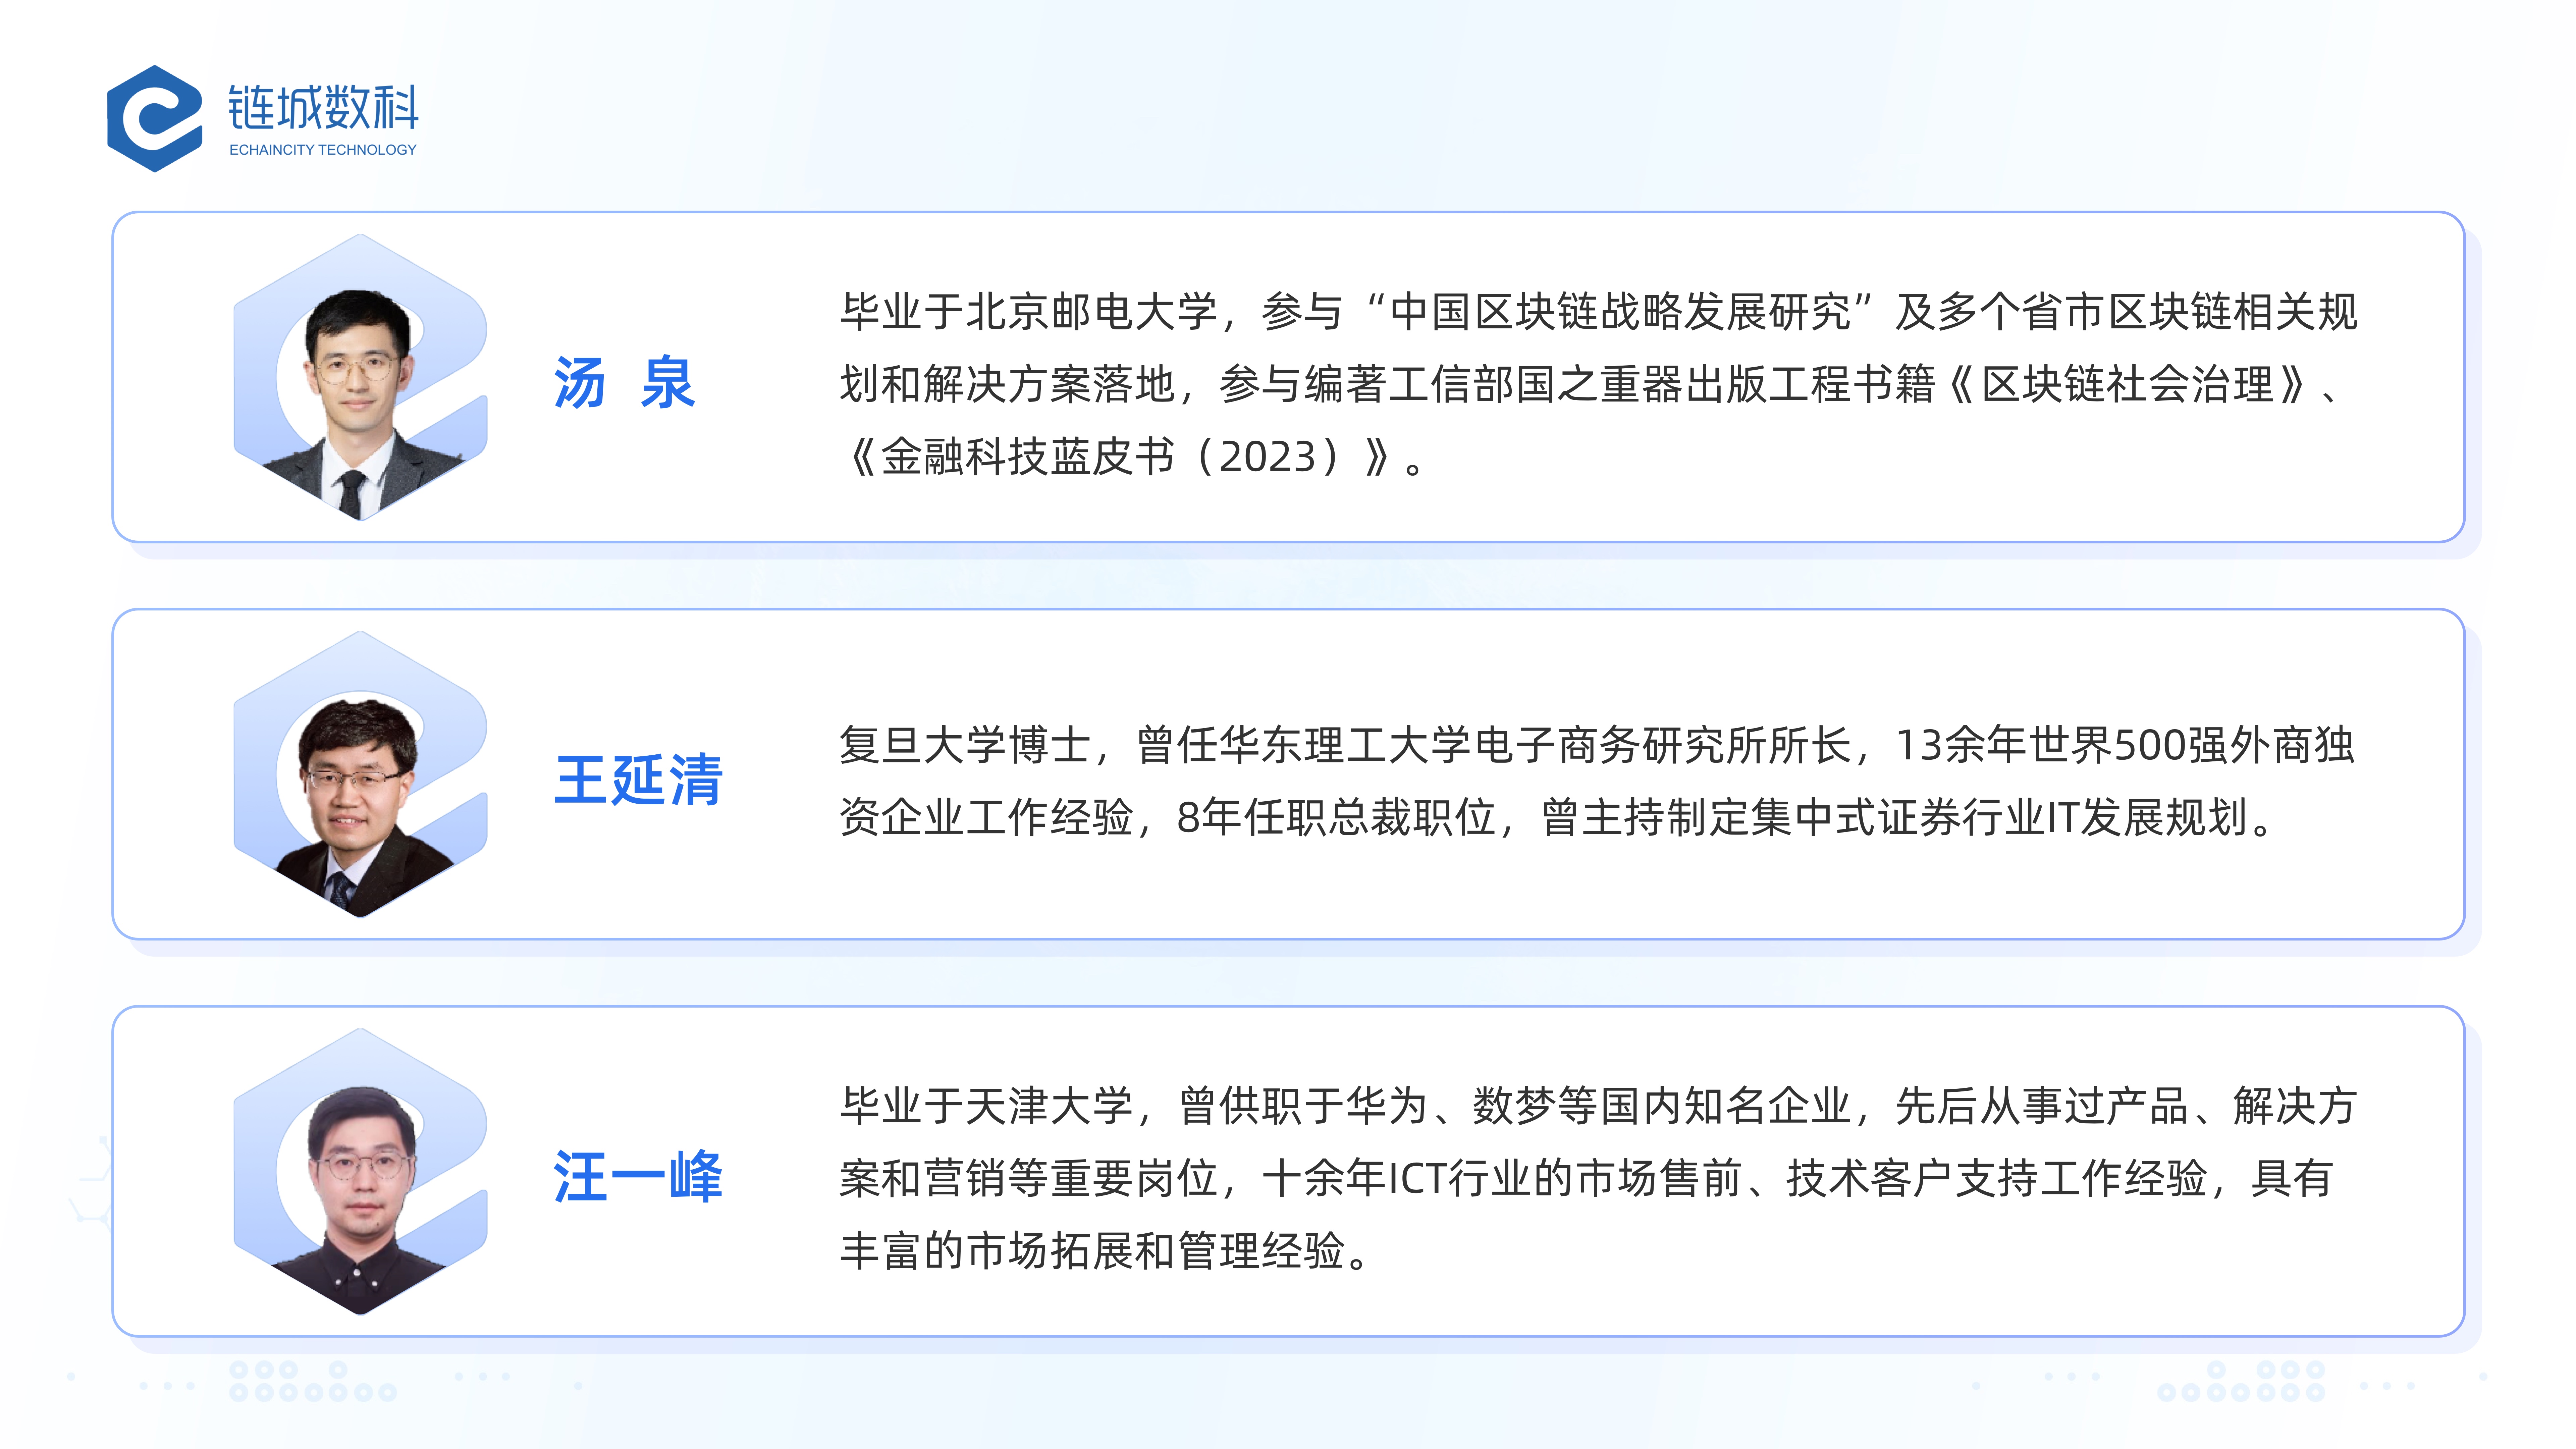 链城数科
ECHAINCITY TECHNOLOGY
汤 泉
毕业于北京邮电大学，参与“中国区块链战略发展研究”及多个省市区块链相关规
划和解决方案落地，参与编著工信部国之重器出版工程书籍《区块链社会治理》、
《金融科技蓝皮书（2023）》。
王延清
复旦大学博士，曾任华东理工大学电子商务研究所所长，13余年世界500强外商独
资企业工作经验，8年任职总裁职位，曾主持制定集中式证券行业IT发展规划。
汪一峰
毕业于天津大学，曾供职于华为、数梦等国内知名企业，先后从事过产品、解决方
案和营销等重要岗位，十余年ICT行业的市场售前、技术客户支持工作经验，具有
丰富的市场拓展和管理经验。